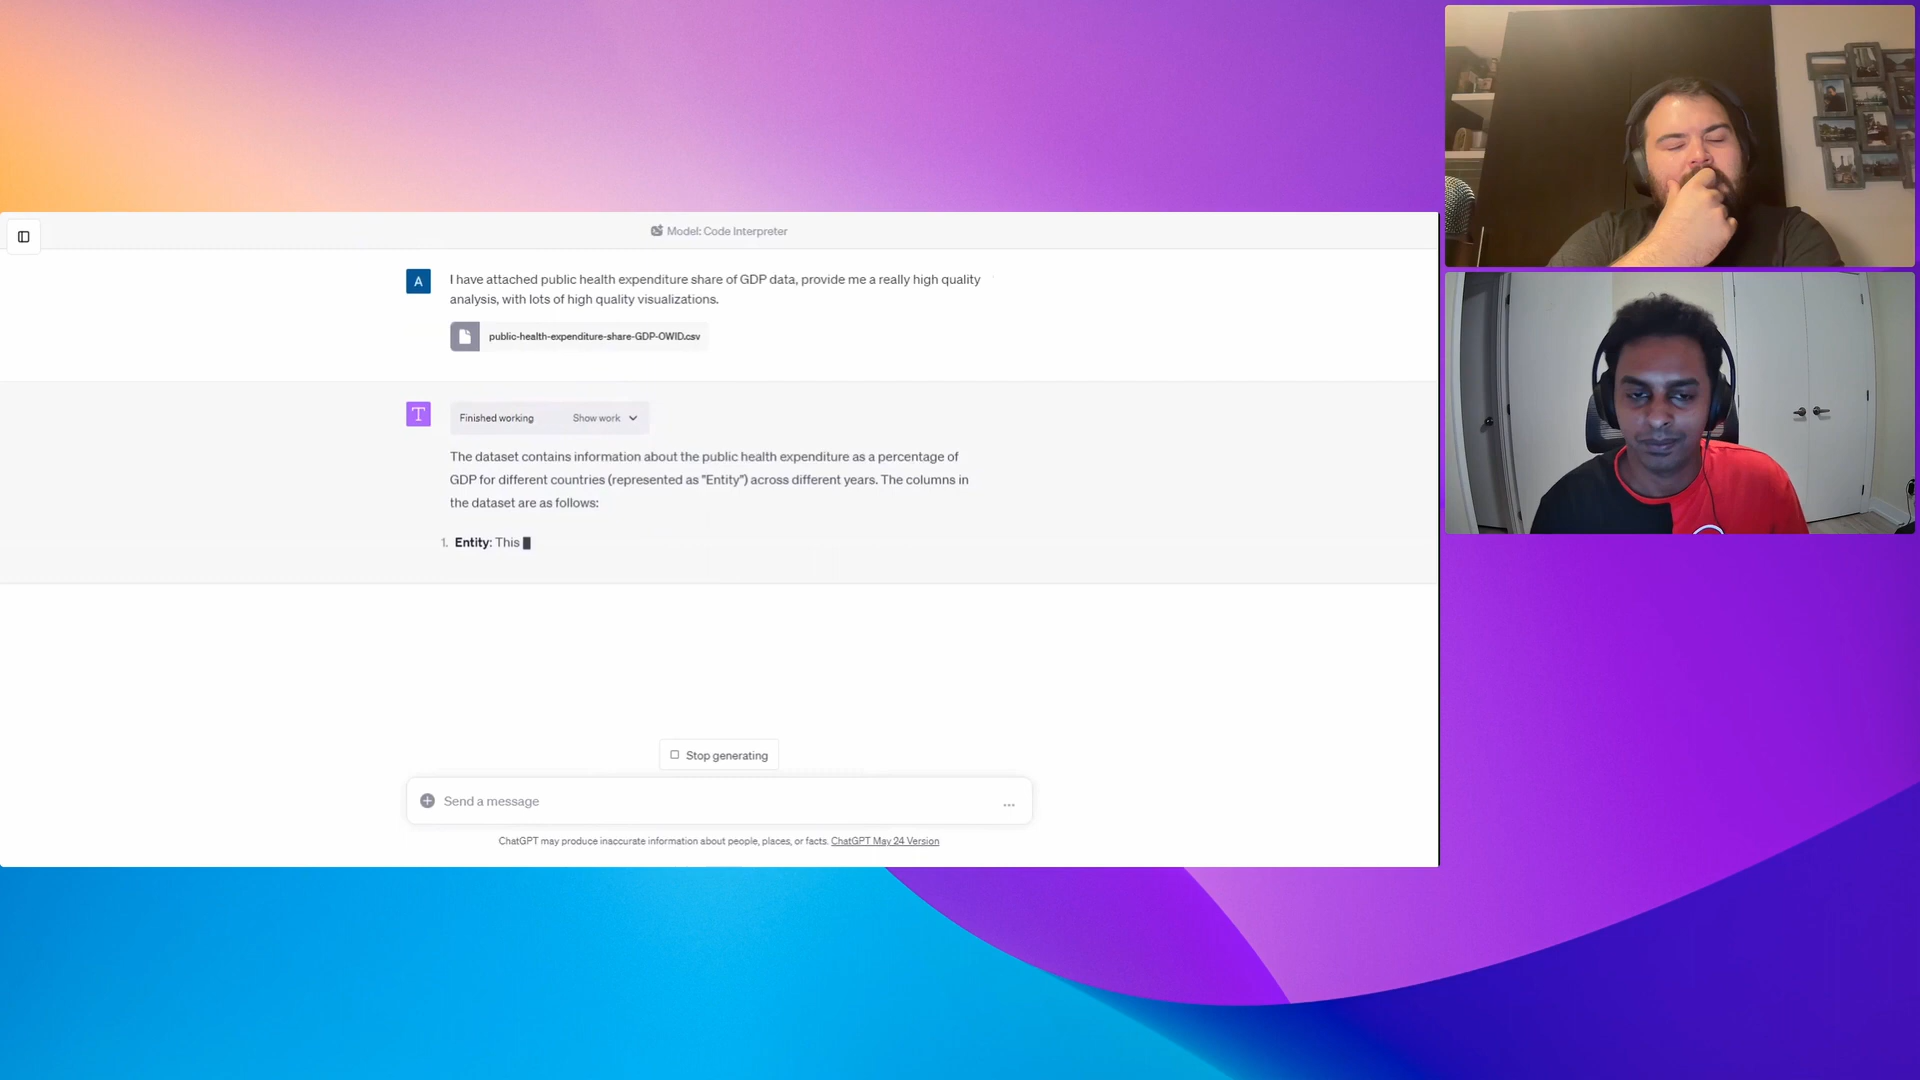 Model: Code Interpreter
A
I have attached public health expenditure share of GDP data, provide me a really high quality
analysis, with lots of high quality visualizations.
public-health-expenditure-share-GDP-OWID.csv
T
Finished working Show work
The dataset contains information about the public health expenditure as a percentage of
GDP for different countries (represented as "Entity") across different years. The columns in
the dataset are as follows:
1. Entity: This
Stop generating
Send a message
...
ChatGPT may produce inaccurate information about people, places, or facts. ChatGPT May 24 Version